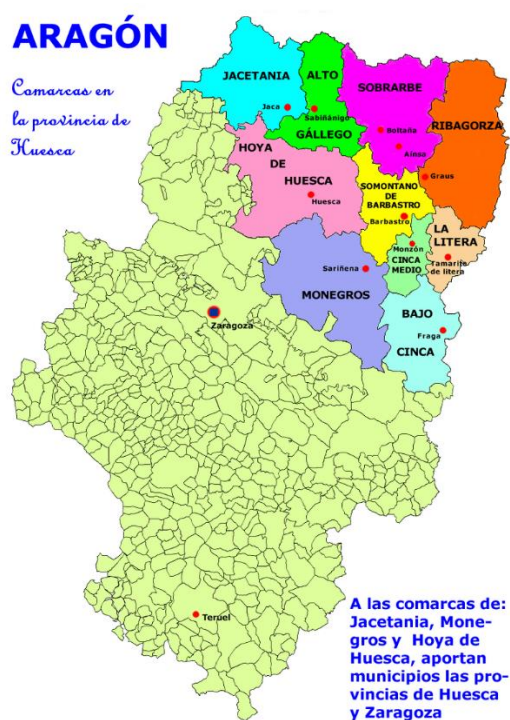 ARAGÓN
Comarcas en
la provincia de
Huesca
JACETANIA
Jaca
ALTO
Sabiñánigo
GÁLLEGO
SOBRARBE
Boltaña
Ainsa
RIBAGORZA
Graus
HOYA
DE
HUESCA
Huesca
SOMONTANO
DE
BARBASTRO
Barbastro
LA
LITERA
Tamarite
de litera
Monzón
CINCA
MEDIO
Sariñena
MONEGROS
BAJO
Fraga
CINCA
Zaragoza
Teruel
A las comarcas de:
Jacetania, Mone-
gros y Hoya de
Huesca, aportan
municipios las pro-
vincias de Huesca
y Zaragoza